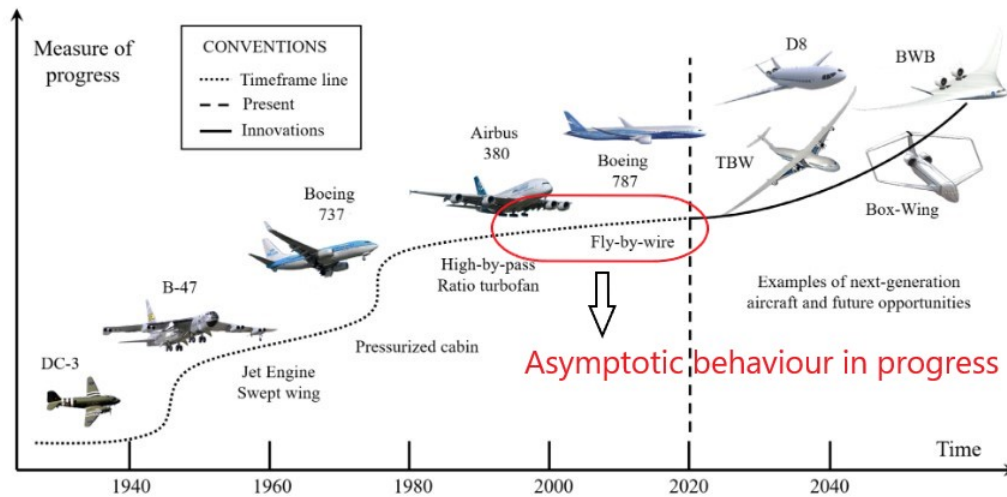 Measure of
progress
CONVENTIONS
Timeframe line
Present
Innovations
DC-3
B-47
Boeing
737
Airbus
380
Boeing
787
D8
BWB
TBW
Box-Wing
Jet Engine
Swept wing
Pressurized cabin
High-by-pass
Ratio turbofan
Fly-by-wire
Examples of next-generation
aircraft and future opportunities
Asymptotic behaviour in progress
Time
1940
1960
1980
2000
2020
2040